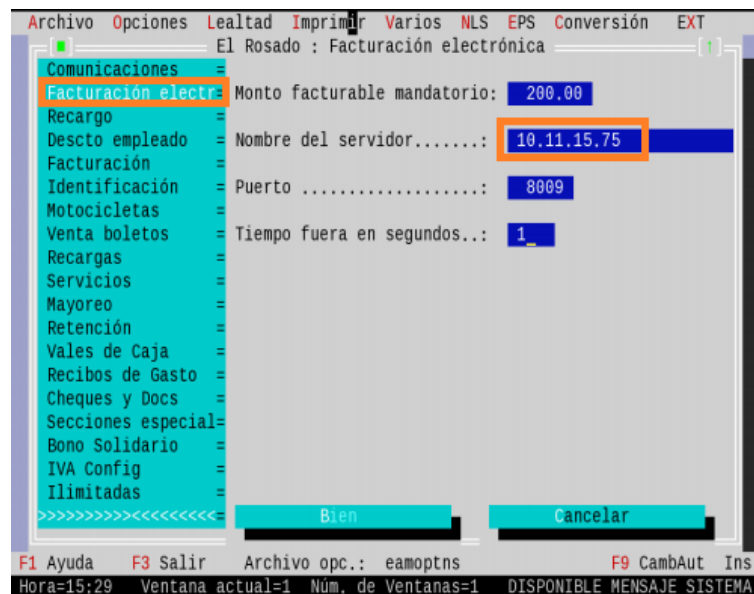 Archivo Opciones Lealtad Imprimir Varios NLS EPS Conversión EXT
[■] El Rosado : Facturación electrónica [↑]
Comunicaciones =
Facturación electr= Monto facturable mandatorio: 200.00
Recargo =
Descto empleado = Nombre del servidor.......: 10.11.15.75
Facturación =
Identificación = Puerto ...................: 8009
Motocicletas =
Venta boletos = Tiempo fuera en segundos..: 1_
Recargas =
Servicios =
Mayoreo =
Retención =
Vales de Caja =
Recibos de Gasto =
Cheques y Docs =
Secciones especial=
Bono Solidario =
IVA Config =
Ilimitadas =
>>>>>>>>>><<<<<<<<<= Bien Cancelar
F1 Ayuda F3 Salir Archivo opc.: eamoptns F9 CambAut Ins
Hora=15:29 Ventana actual=1 Núm. de Ventanas=1 DISPONIBLE MENSAJE SISTEMA